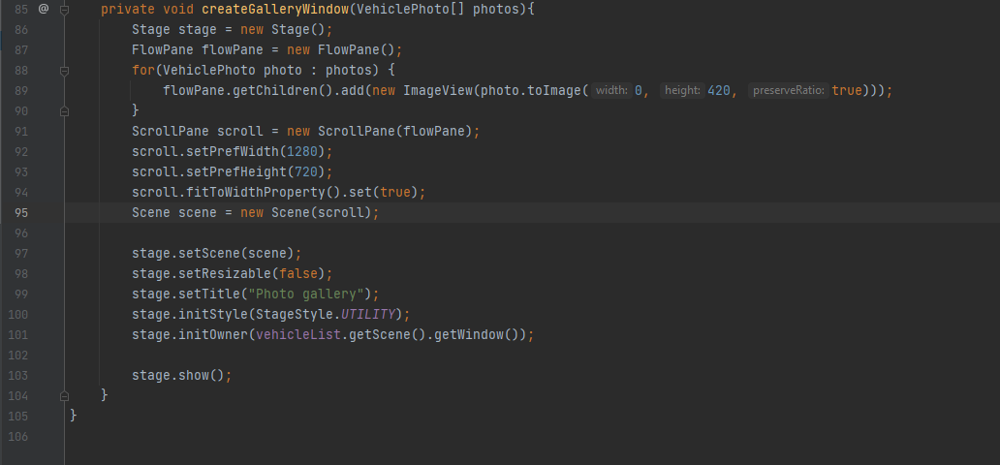 85 @ private void createGalleryWindow(VehiclePhoto[] photos){
86 Stage stage = new Stage();
87 FlowPane flowPane = new FlowPane();
88 for(VehiclePhoto photo : photos) {
89 flowPane.getChildren().add(new ImageView(photo.toImage( width: 0, height: 420, preserveRatio: true)));
90 }
91 ScrollPane scroll = new ScrollPane(flowPane);
92 scroll.setPrefWidth(1280);
93 scroll.setPrefHeight(720);
94 scroll.fitToWidthProperty().set(true);
95 Scene scene = new Scene(scroll);
96
97 stage.setScene(scene);
98 stage.setResizable(false);
99 stage.setTitle("Photo gallery");
100 stage.initStyle(StageStyle.UTILITY);
101 stage.initOwner(vehicleList.getScene().getWindow());
102
103 stage.show();
104 }
105 }
106